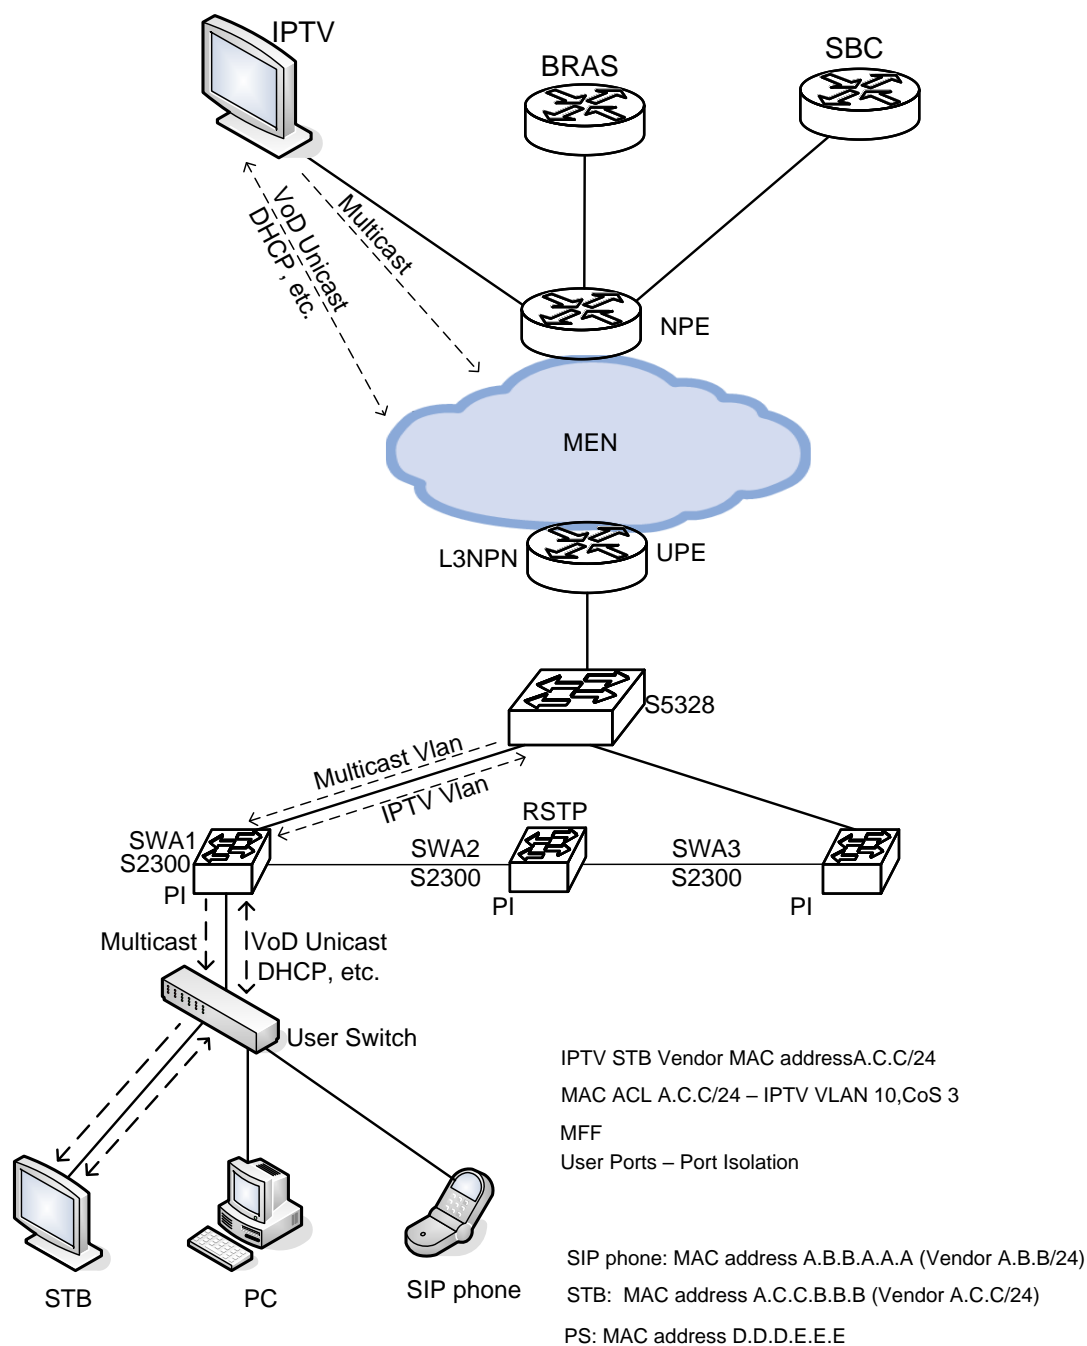 IPTV
BRAS
SBC
VoD Unicast
DHCP , etc.
Multicast
NPE
MEN
L3NPN
UPE
S5328
Multicast Vlan
IPTV Vlan
SWA1
S2300
PI
RSTP
SWA2
S2300
PI
SWA3
S2300
PI
Multicast
VoD Unicast
DHCP, etc.
User Switch
IPTV STB Vendor MAC addressA.C.C/24
MAC ACL A.C.C/24 – IPTV VLAN 10,CoS 3
MFF
User Ports – Port Isolation
STB
PC
SIP phone
SIP phone: MAC address A.B.B.A.A.A (Vendor A.B.B/24)
STB: MAC address A.C.C.B.B.B (Vendor A.C.C/24)
PS: MAC address D.D.D.E.E.E